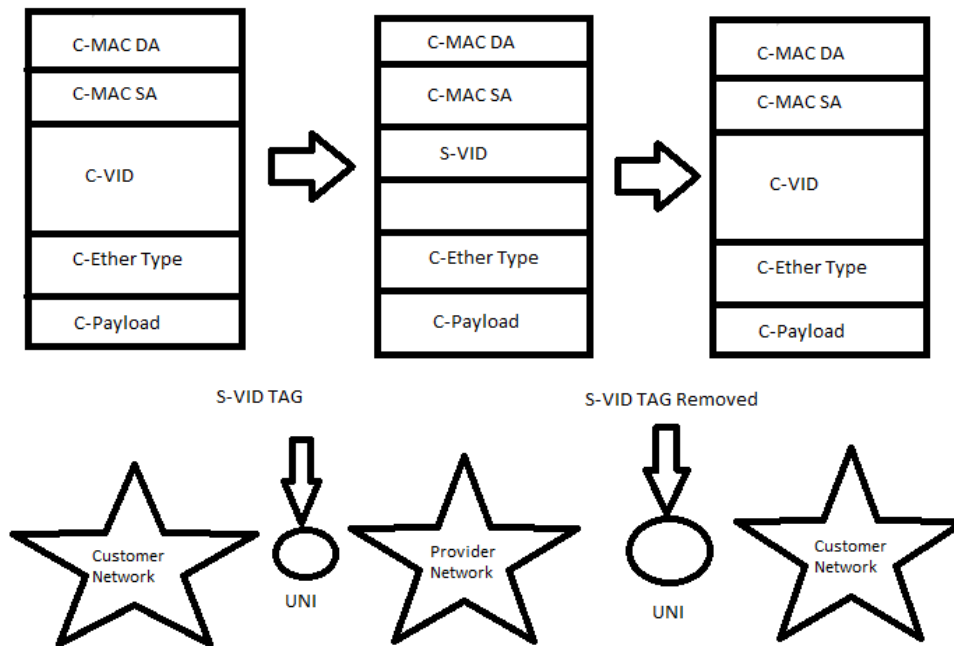 C-MAC DA
C-MAC SA
C-VID
C-Ether Type
C-Payload
C-MAC DA
C-MAC SA
S-VID
C-Ether Type
C-Payload
C-MAC DA
C-MAC SA
C-VID
C-Ether Type
C-Payload
S-VID TAG
S-VID TAG Removed
Customer
Network
UNI
Provider
Network
UNI
Customer
Network